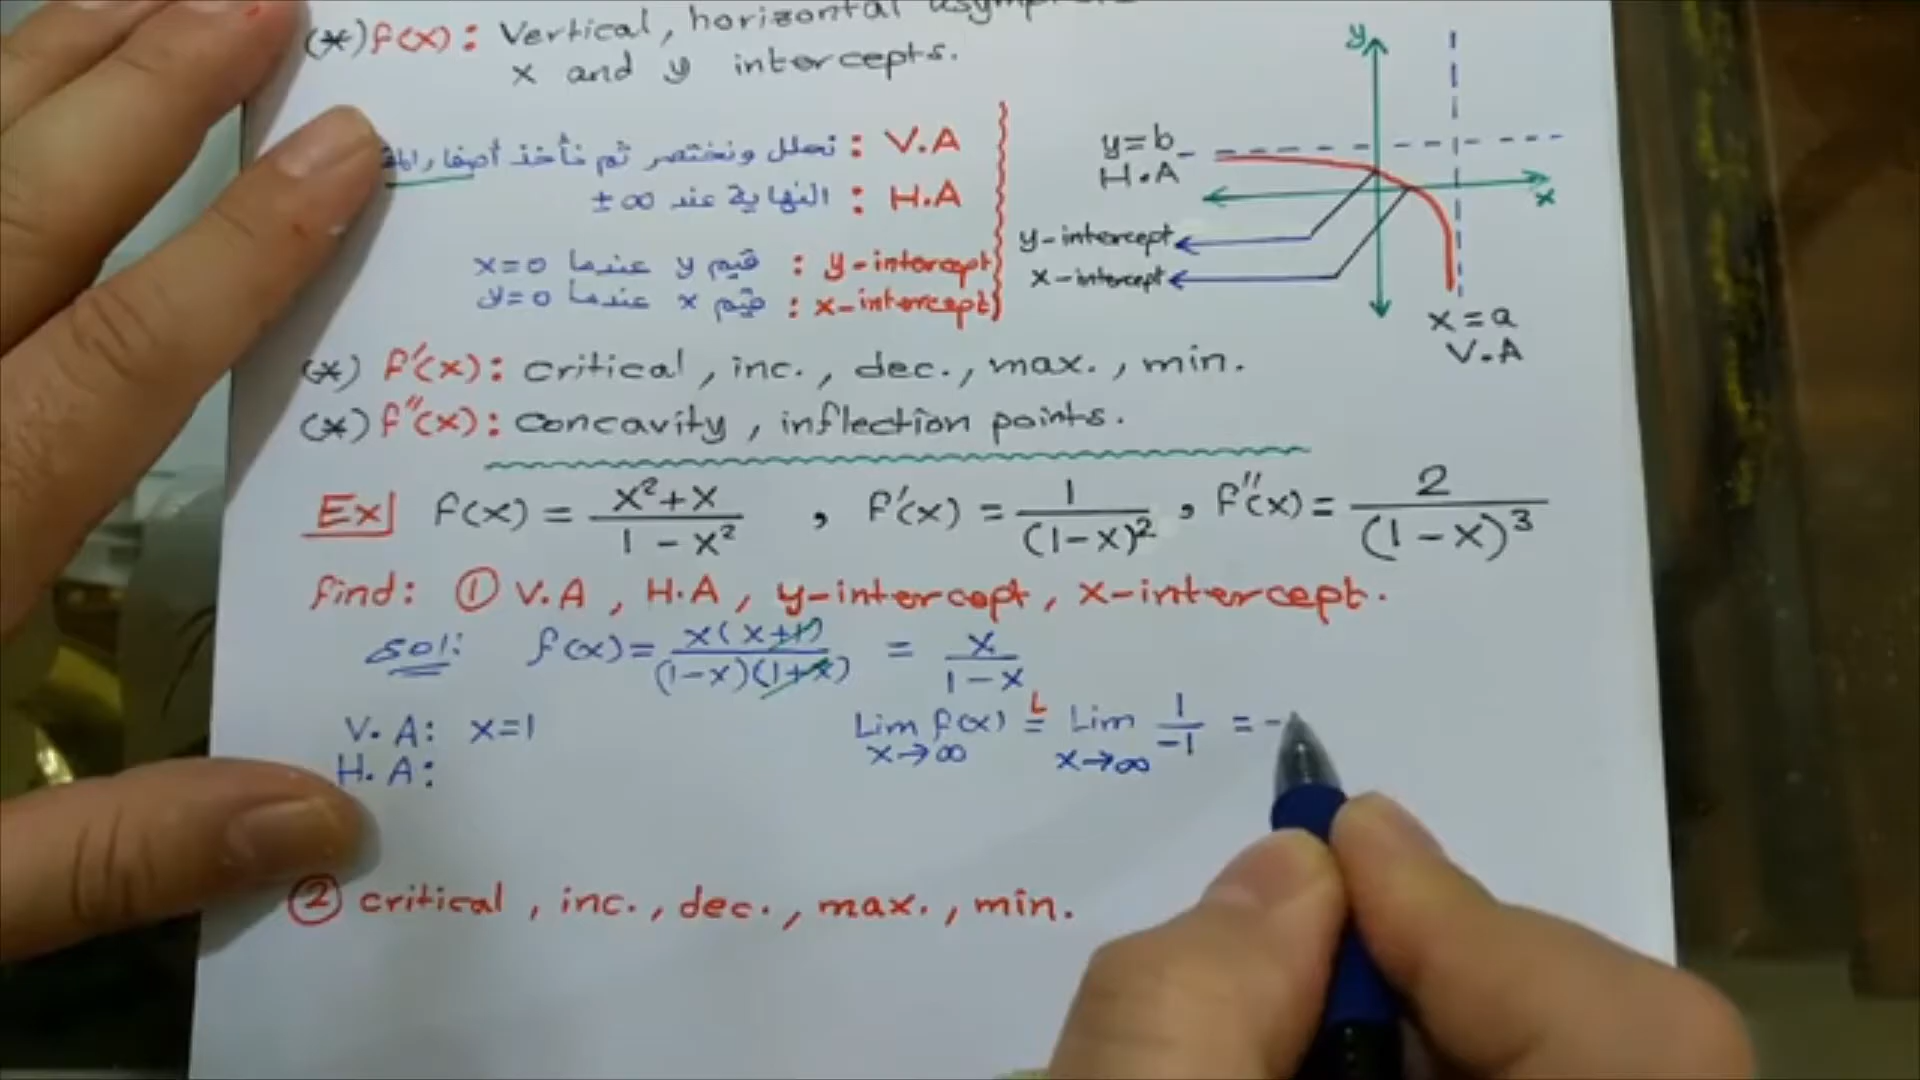 (*) f(x): Vertical, horizontal
x and y intercepts.
V.A : نحلل ونختصر ثم نأخذ أصفار
H.A : النهاية عند ±∞
y-intercept : قيم y عندما x=0
x-intercept : قيم x عندما y=0
y
y=b
H.A
x
y-intercept
x-intercept
x=a
V.A
(*) f'(x): critical, inc., dec., max., min.
(*) f''(x): concavity, inflection points.
Ex] f(x) = (x²+x)/(1-x²) , f'(x) = 1/(1-x)² , f''(x) = 2/(1-x)³
find: ① V.A, H.A, y-intercept, x-intercept.
sol: f(x) = x(x+1)/((1-x)(1+x)) = x/(1-x)
V.A: x=1
H.A:
Lim x→∞ f(x) =ᴸ Lim x→∞ 1/-1 = -
② critical, inc., dec., max., min.